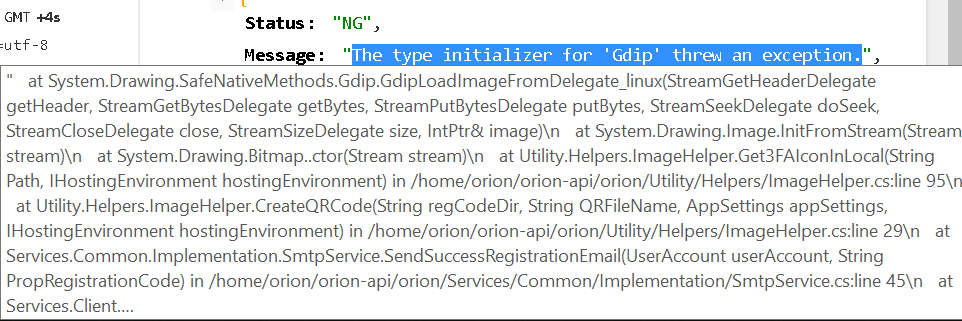 GMT +4s
Status: "NG",
=utf-8
Message: "The type initializer for 'Gdip' threw an exception.",
"   at System.Drawing.SafeNativeMethods.Gdip.GdipLoadImageFromDelegate_linux(StreamGetHeaderDelegate
getHeader, StreamGetBytesDelegate getBytes, StreamPutBytesDelegate putBytes, StreamSeekDelegate doSeek,
StreamCloseDelegate close, StreamSizeDelegate size, IntPtr& image)\n   at System.Drawing.Image.InitFromStream(Stream
stream)\n   at System.Drawing.Bitmap..ctor(Stream stream)\n   at Utility.Helpers.ImageHelper.Get3FAIconInLocal(String
Path, IHostingEnvironment hostingEnvironment) in /home/orion/orion-api/orion/Utility/Helpers/ImageHelper.cs:line 95\n
at Utility.Helpers.ImageHelper.CreateQRCode(String regCodeDir, String QRFileName, AppSettings appSettings,
IHostingEnvironment hostingEnvironment) in /home/orion/orion-api/orion/Utility/Helpers/ImageHelper.cs:line 29\n   at
Services.Common.Implementation.SmtpService.SendSuccessRegistrationEmail(UserAccount userAccount, String
PropRegistrationCode) in /home/orion/orion-api/orion/Services/Common/Implementation/SmtpService.cs:line 45\n   at
Services.Client....